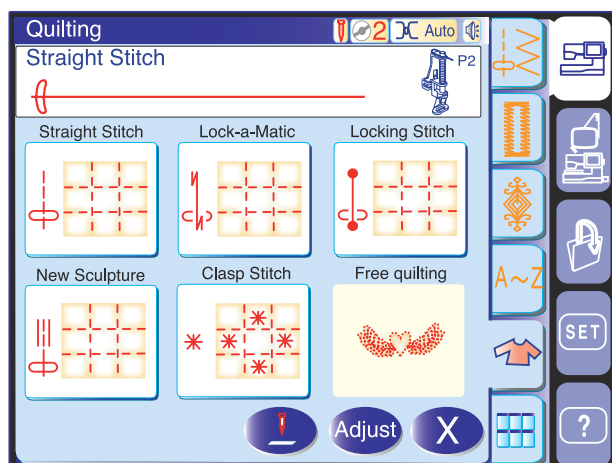 Quilting
2 Auto
Straight Stitch
P2
Straight Stitch Lock-a-Matic Locking Stitch
New Sculpture Clasp Stitch Free quilting
A~Z
SET
Adjust X
?